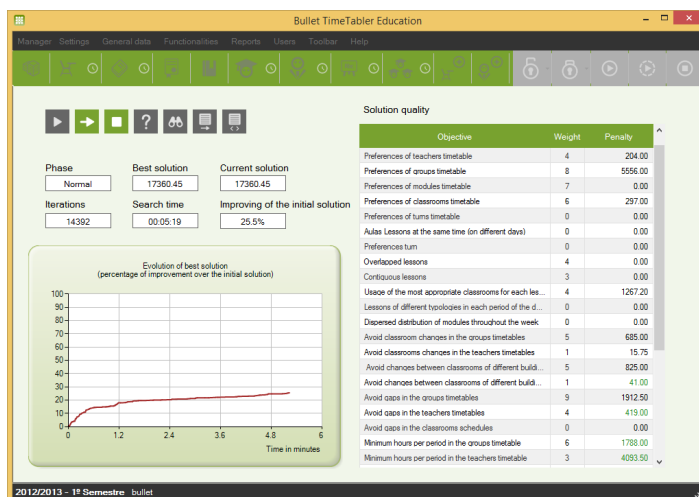 Bullet TimeTabler Education
Manager Settings General data Functionalities Reports Users Toolbar Help
Solution quality
Objective Weight Penalty
Preferences of teachers timetable 4 204.00
Preferences of groups timetable 8 5556.00
Preferences of modules timetable 7 0.00
Preferences of classrooms timetable 6 297.00
Preferences of turns timetable 0 0.00
Aulas Lessons at the same time (on different days) 0 0.00
Preferences turn 0 0.00
Overlapped lessons 4 0.00
Contiquous lessons 3 0.00
Usage of the most appropriate classrooms for each les... 4 1267.20
Lessons of different typologies in each period of the d... 0 0.00
Dispersed distribution of modules throughout the week 0 0.00
Avoid classroom changes in the groups timetables 5 685.00
Avoid classrooms changes in the teachers timetables 1 15.75
Avoid changes between classrooms of different buildi... 5 825.00
Avoid changes between classrooms of different buildi... 1 41.00
Avoid gaps in the groups timetables 9 1912.50
Avoid gaps in the teachers timetables 4 419.00
Avoid gaps in the classrooms schedules 0 0.00
Minimum hours per period in the groups timetable 6 1788.00
Minimum hours per period in the teachers timetable 3 4093.50
Phase Best solution Current solution
Normal 17360.45 17360.45
Iterations Search time Improving of the initial solution
14392 00:05:19 25.5%
Evolution of best solution
(percentage of improvement over the initial solution)
100
90
80
70
60
50
40
30
20
10
0
0 1.2 2.4 3.6 4.8 6
Time in minutes
2012/2013 - 1º Semestre bullet